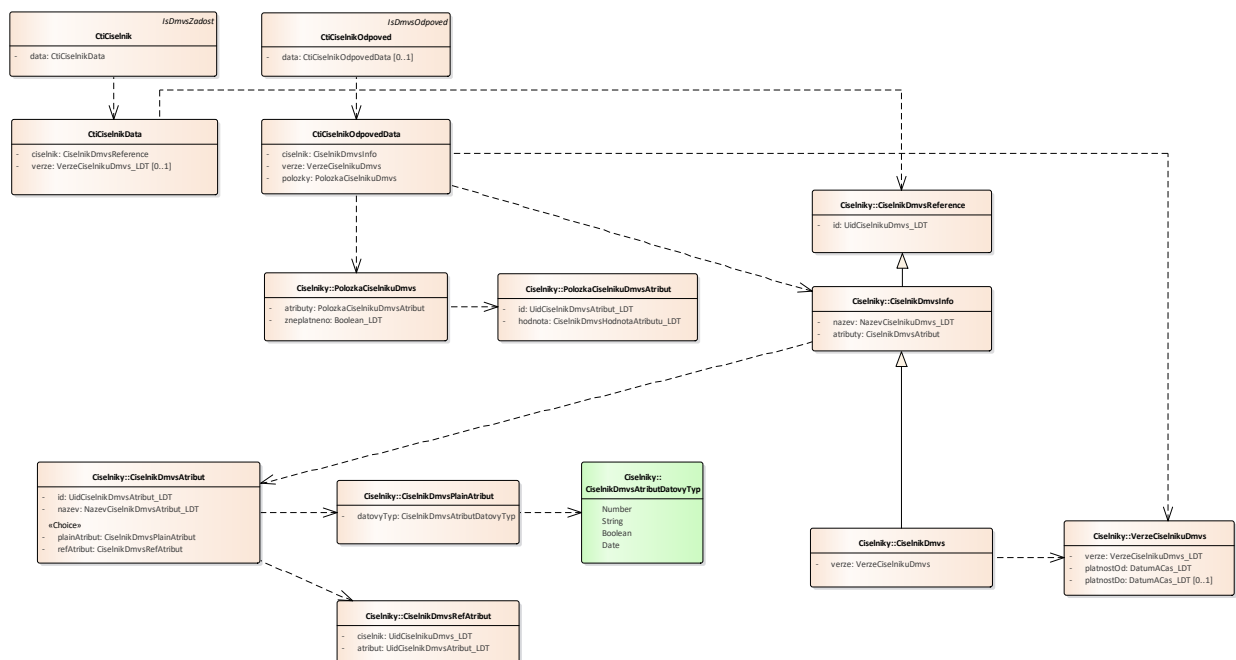 IsDmvsZadost
CtiCiselnik
- data: CtiCiselnikData
IsDmvsOdpoved
CtiCiselnikOdpoved
- data: CtiCiselnikOdpovedData [0..1]
CtiCiselnikData
- ciselnik: CiselnikDmvsReference
- verze: VerzeCiselnikuDmvs_LDT [0..1]
CtiCiselnikOdpovedData
- ciselnik: CiselnikDmvsInfo
- verze: VerzeCiselnikuDmvs
- polozky: PolozkaCiselnikuDmvs
Ciselniky::CiselnikDmvsReference
- id: UidCiselnikuDmvs_LDT
Ciselniky::PolozkaCiselnikuDmvs
- atributy: PolozkaCiselnikuDmvsAtribut
- zneplatneno: Boolean_LDT
Ciselniky::PolozkaCiselnikuDmvsAtribut
- id: UidCiselnikDmvsAtribut_LDT
- hodnota: CiselnikDmvsHodnotaAtributu_LDT
Ciselniky::CiselnikDmvsInfo
- nazev: NazevCiselnikuDmvs_LDT
- atributy: CiselnikDmvsAtribut
Ciselniky::CiselnikDmvsAtribut
- id: UidCiselnikDmvsAtribut_LDT
- nazev: NazevCiselnikDmvsAtribut_LDT
«Choice»
- plainAtribut: CiselnikDmvsPlainAtribut
- refAtribut: CiselnikDmvsRefAtribut
Ciselniky::CiselnikDmvsPlainAtribut
- datovyTyp: CiselnikDmvsAtributDatovyTyp
Ciselniky::
CiselnikDmvsAtributDatovyTyp
Number
String
Boolean
Date
Ciselniky::CiselnikDmvs
- verze: VerzeCiselnikuDmvs
Ciselniky::VerzeCiselnikuDmvs
- verze: VerzeCiselnikuDmvs_LDT
- platnostOd: DatumACas_LDT
- platnostDo: DatumACas_LDT [0..1]
Ciselniky::CiselnikDmvsRefAtribut
- ciselnik: UidCiselnikuDmvs_LDT
- atribut: UidCiselnikDmvsAtribut_LDT